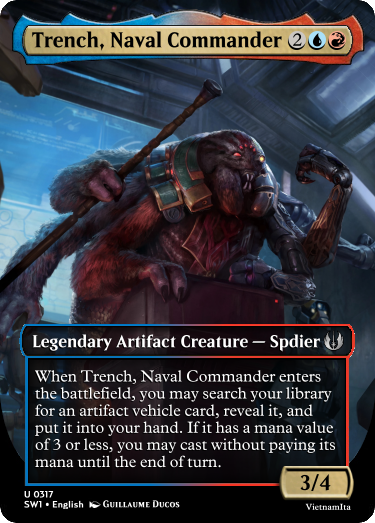 Trench, Naval Commander 2
Legendary Artifact Creature — Spdier
When Trench, Naval Commander enters
the battlefield, you may search your library
for an artifact vehicle card, reveal it, and
put it into your hand. If it has a mana value
of 3 or less, you may cast without paying its
mana until the end of turn.
3/4
U 0317
SW1 • English GUILLAUME DUCOS
VietnamIta